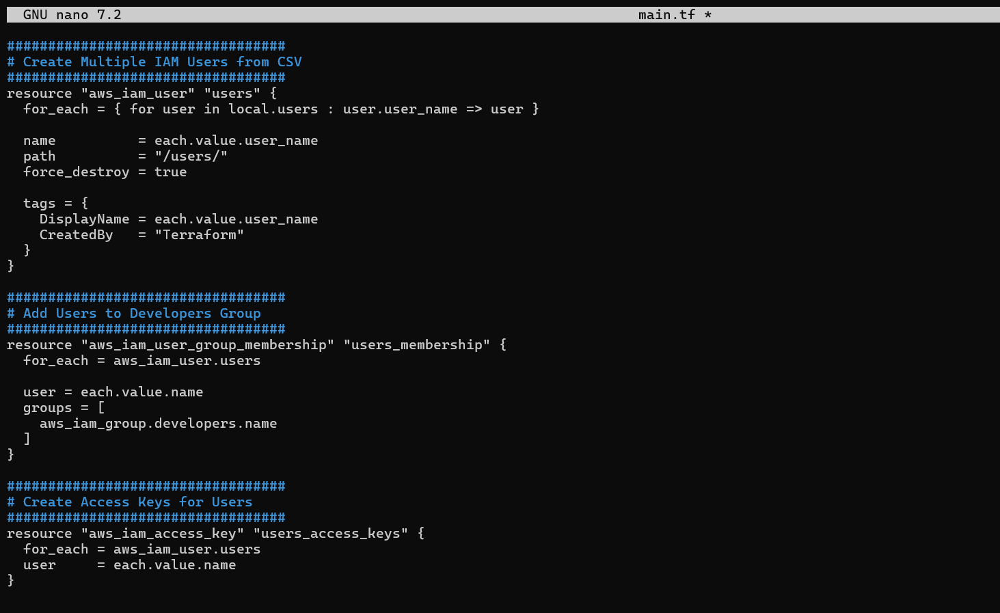 GNU nano 7.2 main.tf *
##################################
# Create Multiple IAM Users from CSV
##################################
resource "aws_iam_user" "users" {
  for_each = { for user in local.users : user.user_name => user }
  name          = each.value.user_name
  path          = "/users/"
  force_destroy = true
  tags = {
    DisplayName = each.value.user_name
    CreatedBy   = "Terraform"
  }
}
##################################
# Add Users to Developers Group
##################################
resource "aws_iam_user_group_membership" "users_membership" {
  for_each = aws_iam_user.users
  user = each.value.name
  groups = [
    aws_iam_group.developers.name
  ]
}
##################################
# Create Access Keys for Users
##################################
resource "aws_iam_access_key" "users_access_keys" {
  for_each = aws_iam_user.users
  user     = each.value.name
}